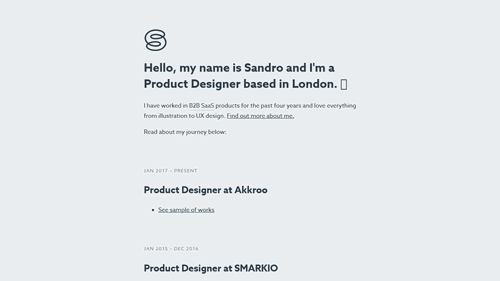 Hello, my name is Sandro and I'm a
Product Designer based in London.
I have worked in B2B SaaS products for the past four years and love everything
from illustration to UX design. Find out more about me.
Read about my journey below:
JAN 2017 – PRESENT
Product Designer at Akkroo
• See sample of works
JAN 2015 – DEC 2016
Product Designer at SMARKIO